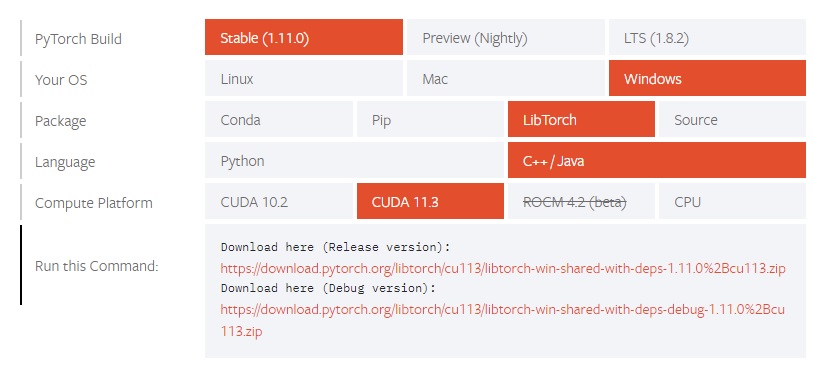 PyTorch Build Stable (1.11.0) Preview (Nightly) LTS (1.8.2)
Your OS Linux Mac Windows
Package Conda Pip LibTorch Source
Language Python C++ / Java
Compute Platform CUDA 10.2 CUDA 11.3 ROCM 4.2 (beta) CPU
Run this Command:
Download here (Release version):
https://download.pytorch.org/libtorch/cu113/libtorch-win-shared-with-deps-1.11.0%2Bcu113.zip
Download here (Debug version):
https://download.pytorch.org/libtorch/cu113/libtorch-win-shared-with-deps-debug-1.11.0%2Bcu
113.zip